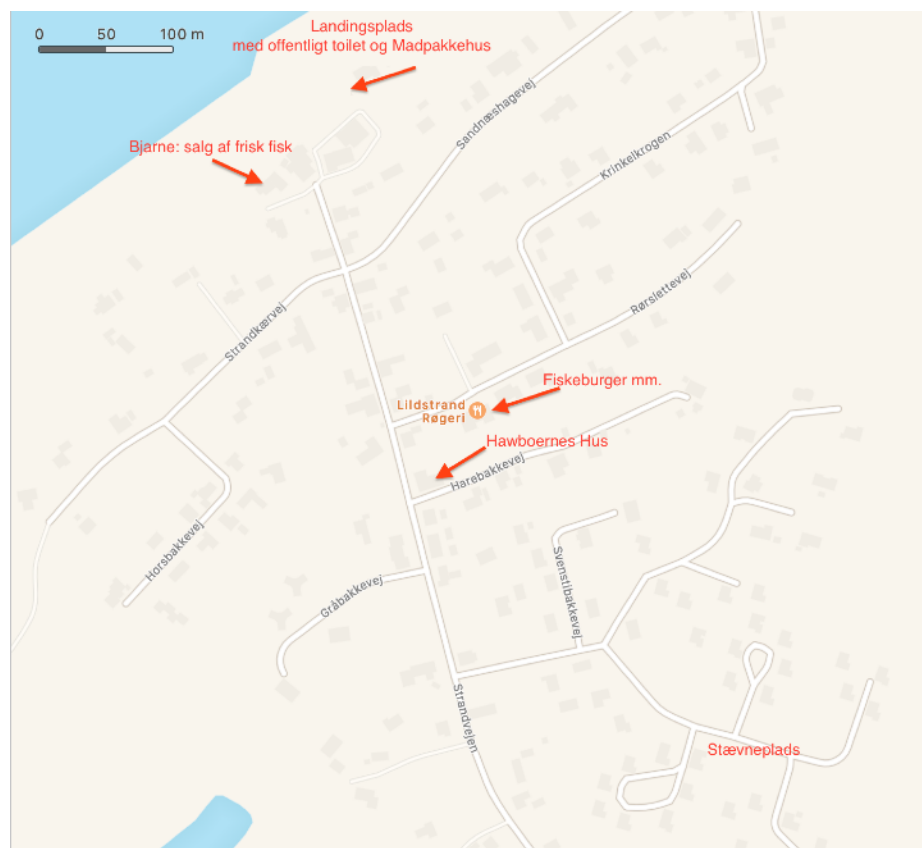 Landingsplads
med offentligt toilet og Madpakkehus
0 50 100 m
Sandnæshagevej
Bjarne: salg af frisk fisk
Krinkelkrogen
Rørslettevej
Strandkærvej
Fiskeburger mm.
Lildstrand
Røgeri
Hawboernes Hus
Harebakkevej
Horsbakkevej
Svenstibakkevej
Gråbakkevej
Strandvejen
Stævneplads